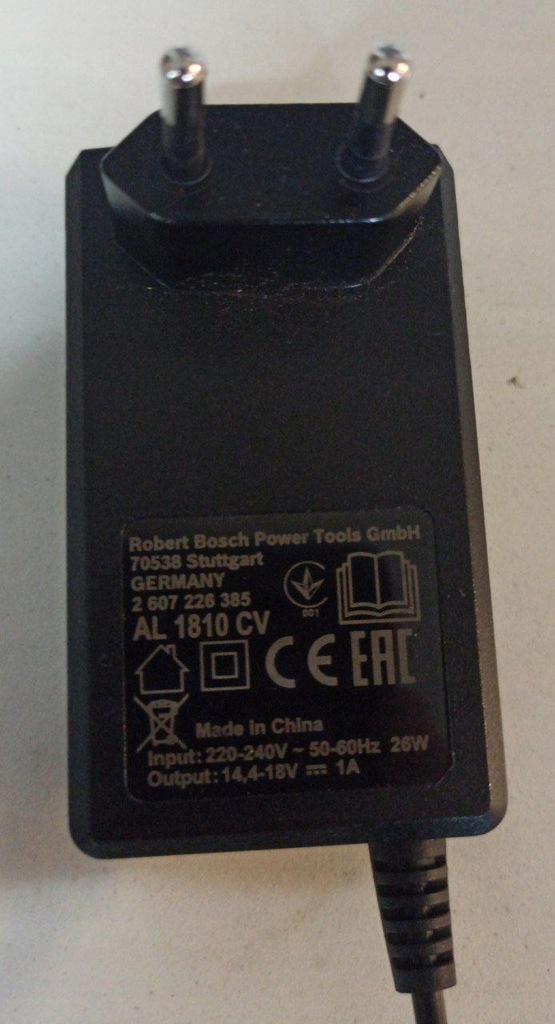 Robert Bosch Power Tools GmbH
70538 Stuttgart
GERMANY
2 607 226 385
001
AL 1810 CV
CE EAC
Made in China
Input: 220-240V ~ 50-60Hz 26W
Output: 14,4-18V ⎓ 1A